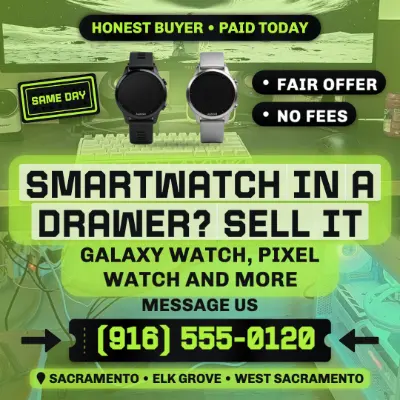 HONEST BUYER • PAID TODAY
SAME DAY
• FAIR OFFER
• NO FEES
SMARTWATCH IN A
DRAWER? SELL IT
GALAXY WATCH, PIXEL
WATCH AND MORE
MESSAGE US
(916) 555-0120
SACRAMENTO • ELK GROVE • WEST SACRAMENTO